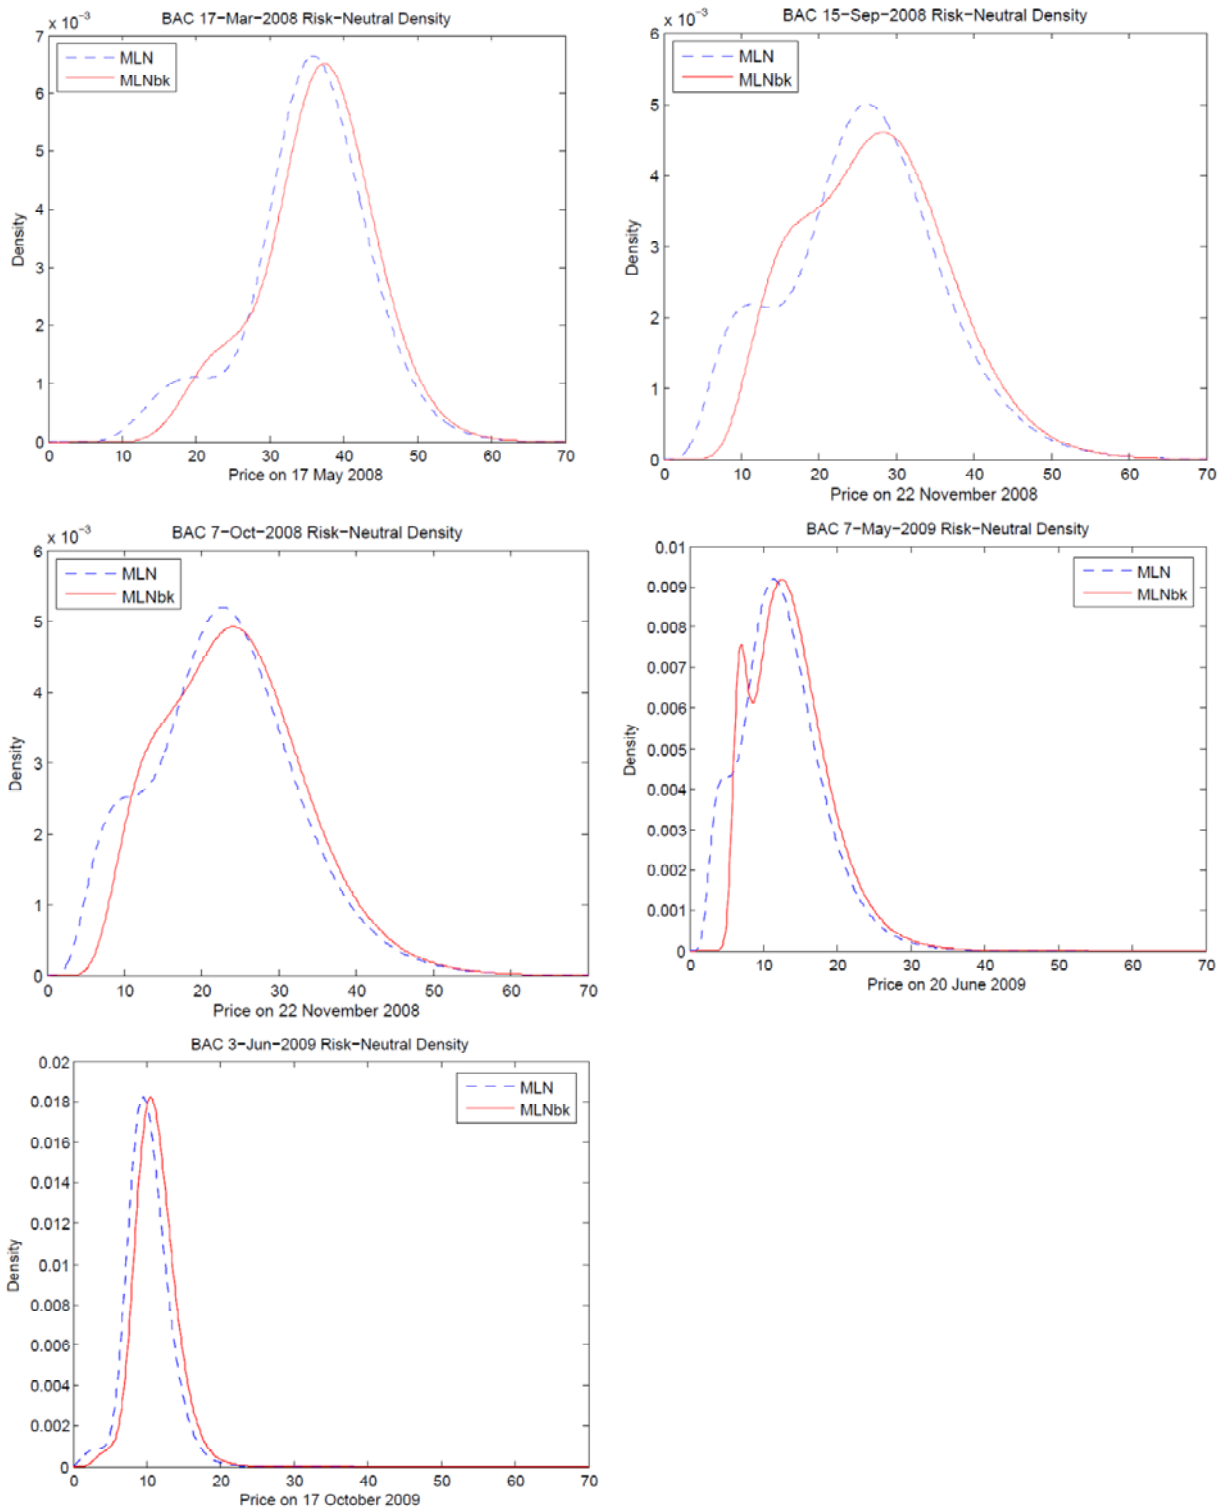 BAC 17-Mar-2008 Risk-Neutral Density
x 10⁻³
MLN
MLNbk
7
6
5
4
3
2
1
0
Density
0 10 20 30 40 50 60 70
Price on 17 May 2008
BAC 15-Sep-2008 Risk-Neutral Density
x 10⁻³
MLN
MLNbk
6
5
4
3
2
1
0
Density
0 10 20 30 40 50 60 70
Price on 22 November 2008
BAC 7-Oct-2008 Risk-Neutral Density
x 10⁻³
MLN
MLNbk
6
5
4
3
2
1
0
Density
0 10 20 30 40 50 60 70
Price on 22 November 2008
BAC 7-May-2009 Risk-Neutral Density
MLN
MLNbk
0.01
0.009
0.008
0.007
0.006
0.005
0.004
0.003
0.002
0.001
0
Density
0 10 20 30 40 50 60 70
Price on 20 June 2009
BAC 3-Jun-2009 Risk-Neutral Density
MLN
MLNbk
0.02
0.018
0.016
0.014
0.012
0.01
0.008
0.006
0.004
0.002
0
Density
0 10 20 30 40 50 60 70
Price on 17 October 2009